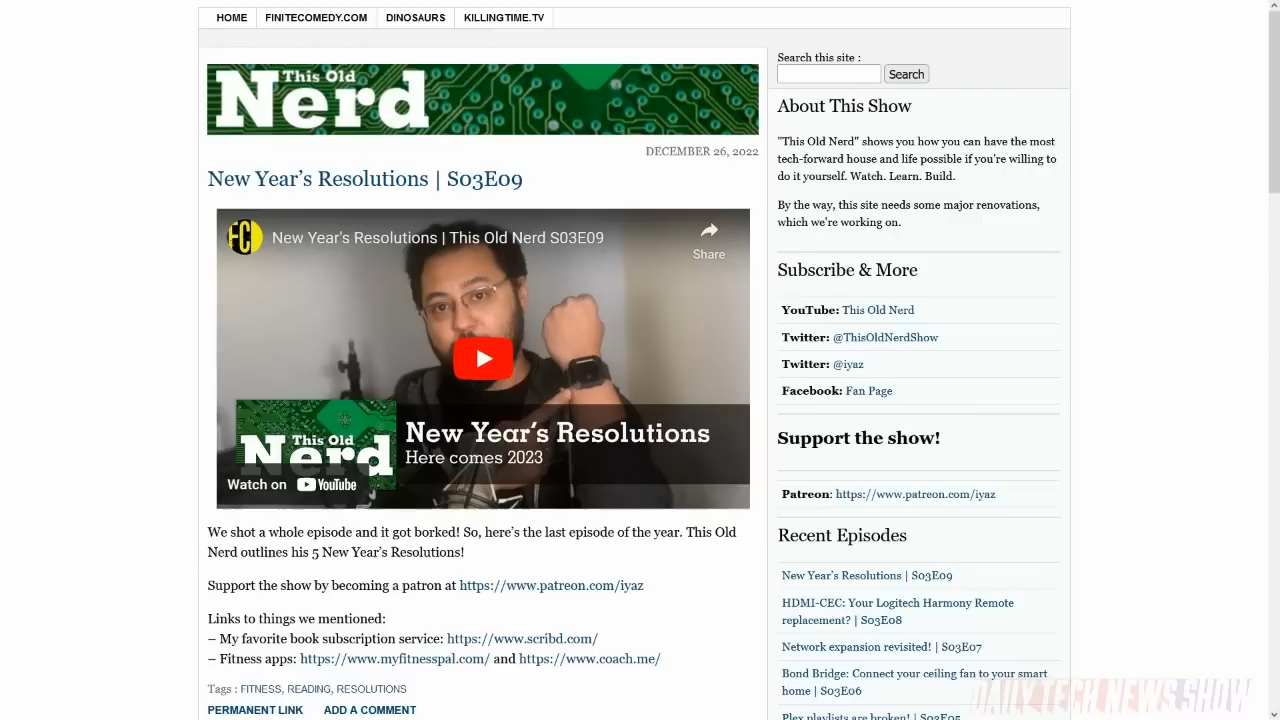 HOME
FINITECOMEDY.COM
DINOSAURS
KILLINGTIME.TV
This Old
Nerd
DECEMBER 26, 2022
New Year’s Resolutions | S03E09
FC
New Year's Resolutions | This Old Nerd S03E09
Share
This Old
Nerd
New Year's Resolutions
Here comes 2023
Watch on YouTube
We shot a whole episode and it got borked! So, here’s the last episode of the year. This Old
Nerd outlines his 5 New Year’s Resolutions!
Support the show by becoming a patron at https://www.patreon.com/iyaz
Links to things we mentioned:
– My favorite book subscription service: https://www.scribd.com/
– Fitness apps: https://www.myfitnesspal.com/ and https://www.coach.me/
Tags : FITNESS, READING, RESOLUTIONS
PERMANENT LINK
ADD A COMMENT
Search this site :
Search
About This Show
"This Old Nerd" shows you how you can have the most
tech-forward house and life possible if you're willing to
do it yourself. Watch. Learn. Build.
By the way, this site needs some major renovations,
which we're working on.
Subscribe & More
YouTube: This Old Nerd
Twitter: @ThisOldNerdShow
Twitter: @iyaz
Facebook: Fan Page
Support the show!
Patreon: https://www.patreon.com/iyaz
Recent Episodes
New Year’s Resolutions | S03E09
HDMI-CEC: Your Logitech Harmony Remote
replacement? | S03E08
Network expansion revisited! | S03E07
Bond Bridge: Connect your ceiling fan to your smart
home | S03E06
Plex playlists are broken! | S03E05
DAILY TECH NEWS SHOW